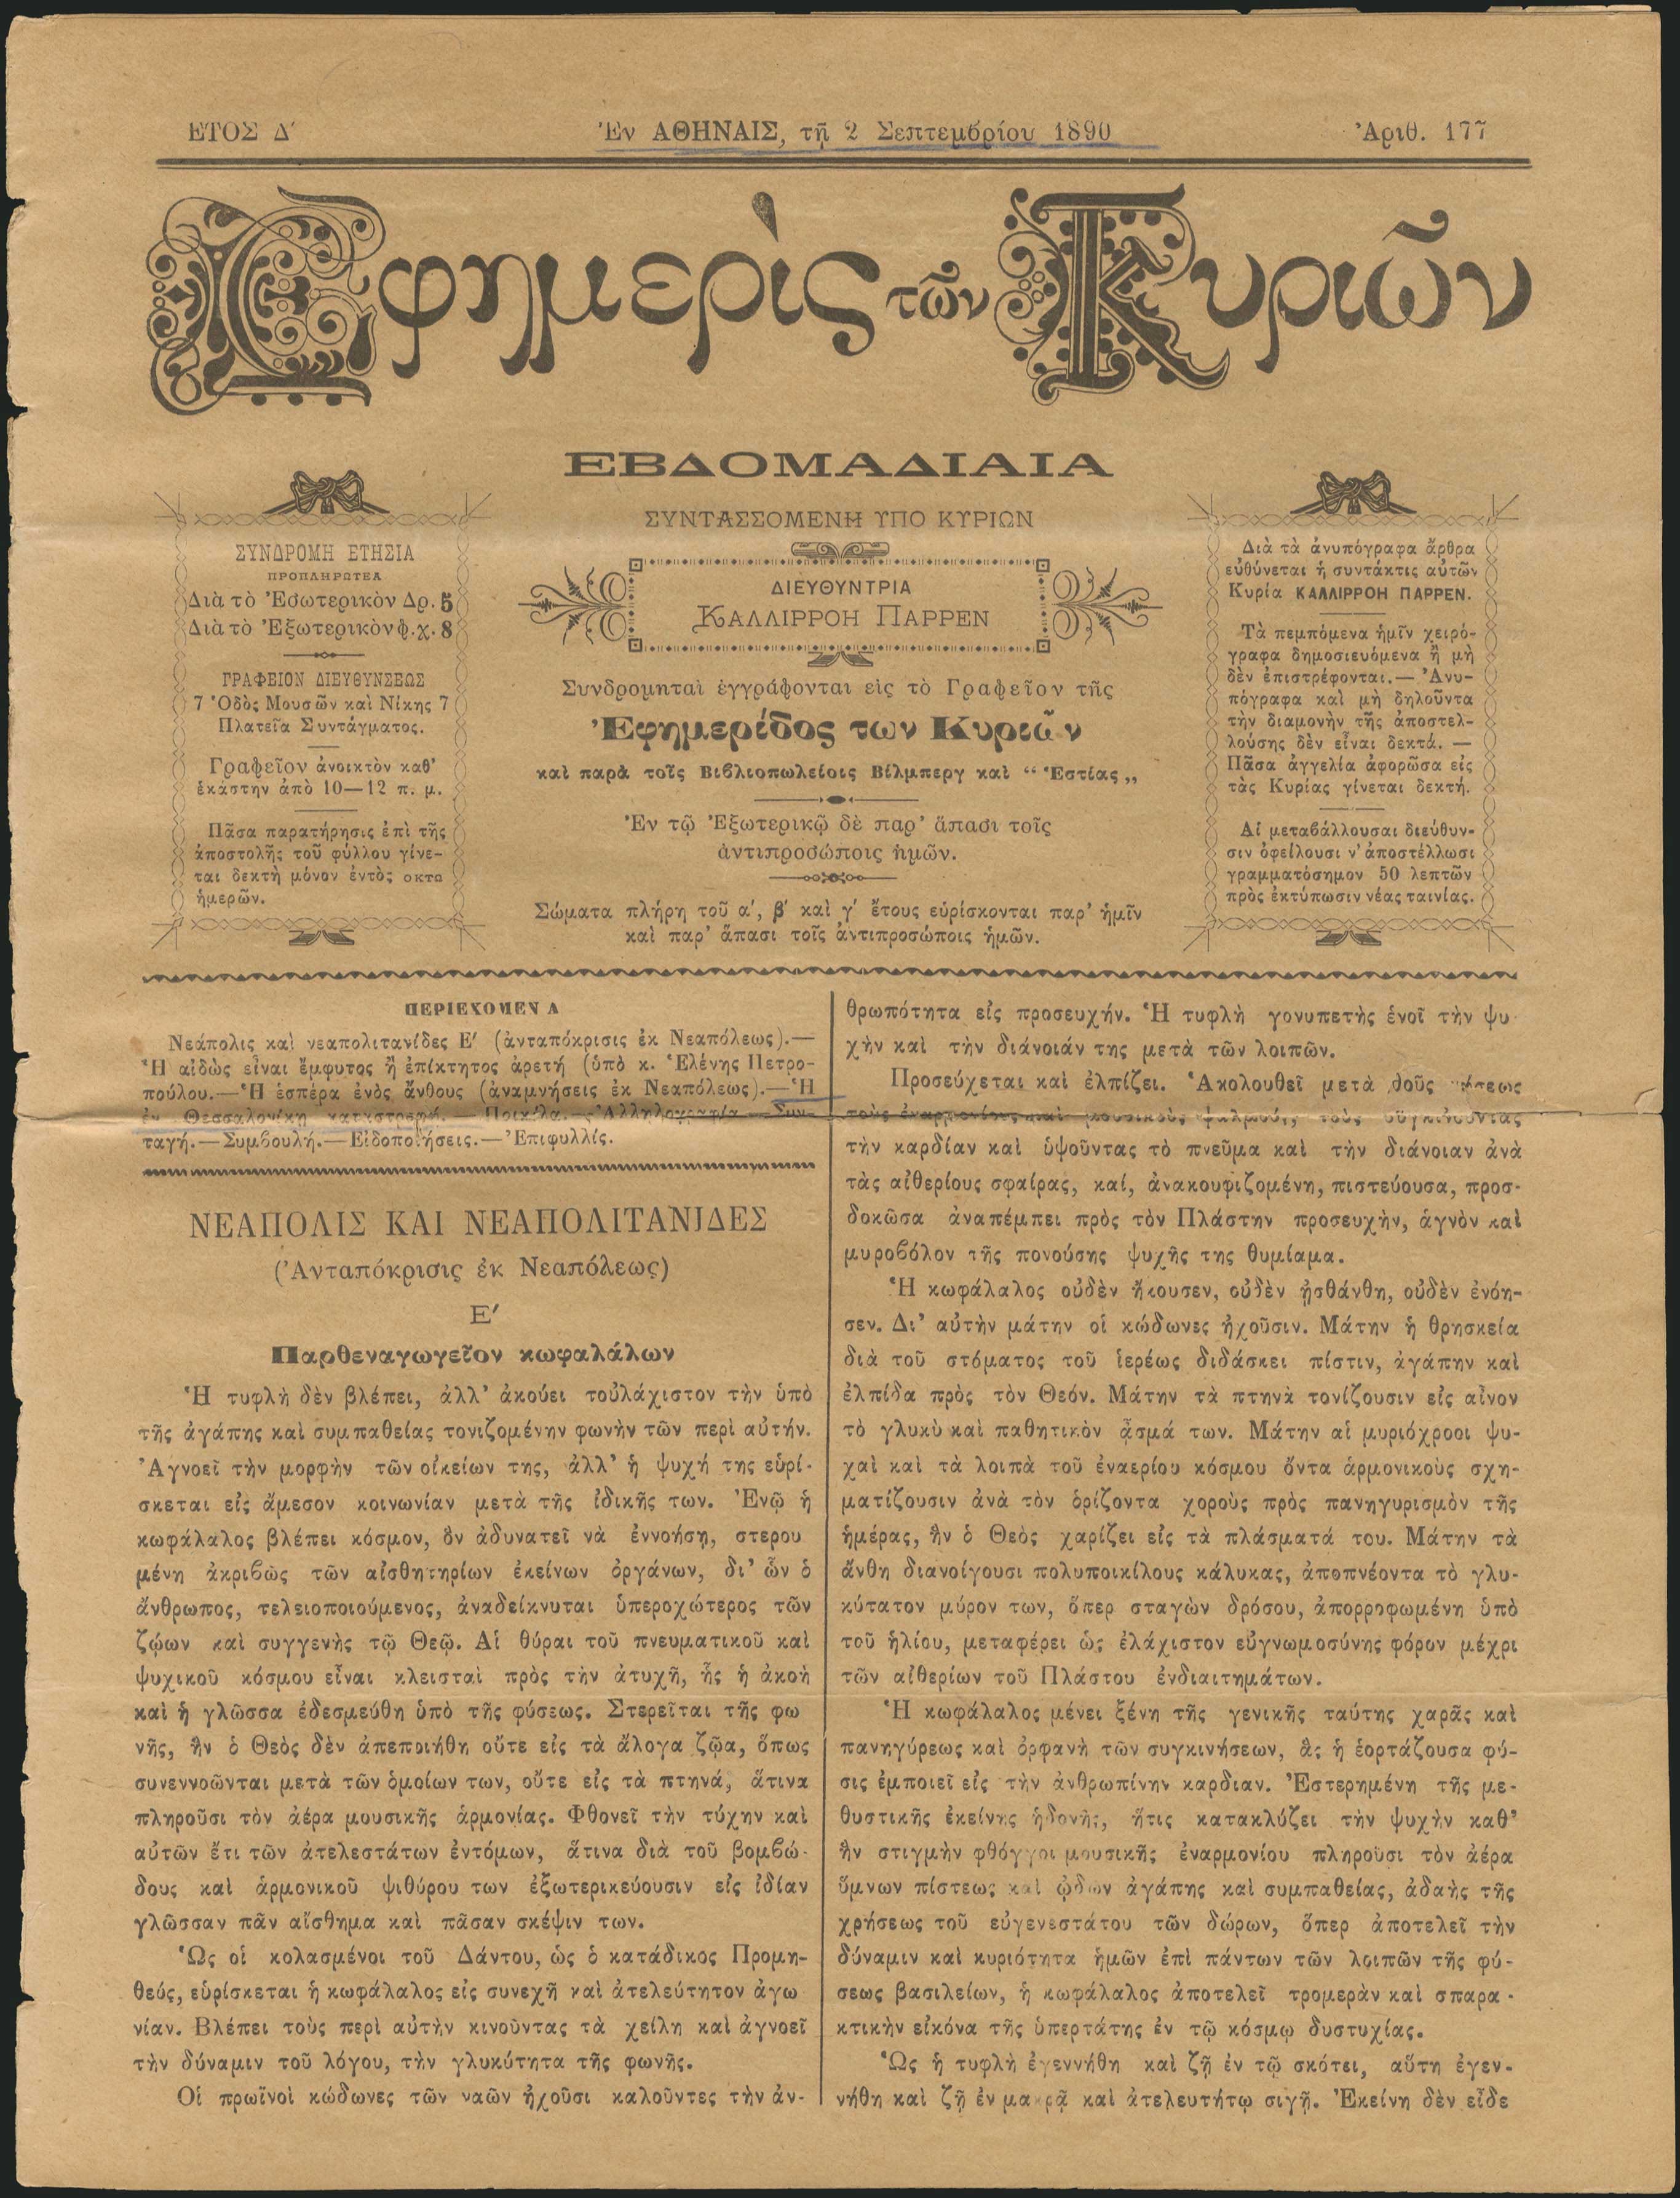 ΕΤΟΣ Δ΄
Ἐν ΑΘΗΝΑΙΣ, τῇ 2 Σεπτεμβρίου 1890
Ἀριθ. 177
Ἐφημερὶς τῶν Κυριῶν
ΕΒΔΟΜΑΔΙΑΙΑ
ΣΥΝΤΑΣΣΟΜΕΝΗ ΥΠΟ ΚΥΡΙΩΝ
ΣΥΝΔΡΟΜΗ ΕΤΗΣΙΑ
ΠΡΟΠΛΗΡΩΤΕΑ
Διὰ τὸ Ἐσωτερικὸν Δρ. 5
Διὰ τὸ Ἐξωτερικὸν φ.χ. 8
ΓΡΑΦΕΙΟΝ ΔΙΕΥΘΥΝΣΕΩΣ
7 Ὁδὸς Μουσῶν καὶ Νίκης 7
Πλατεῖα Συντάγματος.
Γραφεῖον ἀνοικτὸν καθ'
ἑκάστην ἀπὸ 10—12 π. μ.
Πᾶσα παρατήρησις ἐπὶ τῆς
ἀποστολῆς τοῦ φύλλου γίνε-
ται δεκτὴ μόνον ἐντὸς ΟΚΤΩ
ἡμερῶν.
ΔΙΕΥΘΥΝΤΡΙΑ
ΚΑΛΛΙΡΡΟΗ ΠΑΡΡΕΝ
Συνδρομηταὶ ἐγγράφονται εἰς τὸ Γραφεῖον τῆς
Ἐφημερίδος των Κυριῶν
καὶ παρὰ τοῖς Βιβλιοπωλείοις Βίλμπεργ καὶ “Ἑστίας„
Ἐν τῷ Ἐξωτερικῷ δὲ παρ' ἅπασι τοῖς
ἀντιπροσώποις ἡμῶν.
Σώματα πλήρη τοῦ α΄, β΄ καὶ γ΄ ἔτους εὑρίσκονται παρ' ἡμῖν
καὶ παρ' ἅπασι τοῖς ἀντιπροσώποις ἡμῶν.
Διὰ τὰ ἀνυπόγραφα ἄρθρα
εὐθύνεται ἡ συντάκτις αὐτῶν
Κυρία ΚΑΛΛΙΡΡΟΗ ΠΑΡΡΕΝ.
Τὰ πεμπόμενα ἡμῖν χειρό-
γραφα δημοσιευόμενα ἢ μὴ
δὲν ἐπιστρέφονται.— Ἀνυ-
πόγραφα καὶ μὴ δηλοῦντα
τὴν διαμονὴν τῆς ἀποστελ-
λούσης δὲν εἶναι δεκτά. —
Πᾶσα ἀγγελία ἀφορῶσα εἰς
τὰς Κυρίας γίνεται δεκτή.
Αἱ μεταβάλλουσαι διεύθυν-
σιν ὀφείλουσι ν' ἀποστέλλωσι
γραμματόσημον 50 λεπτῶν
πρὸς ἐκτύπωσιν νέας ταινίας.
ΠΕΡΙΕΧΟΜΕΝΑ
Νεάπολις καὶ νεαπολιτανίδες Ε΄ (ἀνταπόκρισις ἐκ Νεαπόλεως).—
Ἡ αἰδὼς εἶναι ἔμφυτος ἢ ἐπίκτητος ἀρετή (ὑπὸ κ. Ἑλένης Πετρο-
πούλου.—Ἡ ἑσπέρα ἑνὸς ἄνθους (ἀναμνήσεις ἐκ Νεαπόλεως).—Ἡ
ἐν Θεσσαλονίκῃ καταστροφή.—Ποικίλα.—Ἀλληλογραφία.—Συν-
ταγή.—Συμβουλή.—Εἰδοποιήσεις.—Ἐπιφυλλίς.
ΝΕΑΠΟΛΙΣ ΚΑΙ ΝΕΑΠΟΛΙΤΑΝΙΔΕΣ
(Ἀνταπόκρισις ἐκ Νεαπόλεως)
Ε΄
Παρθεναγωγεῖον κωφαλάλων
Ἡ τυφλὴ δὲν βλέπει, ἀλλ' ἀκούει τοὐλάχιστον τὴν ὑπὸ
τῆς ἀγάπης καὶ συμπαθείας τονιζομένην φωνὴν τῶν περὶ αὐτήν.
Ἀγνοεῖ τὴν μορφὴν τῶν οἰκείων της, ἀλλ' ἡ ψυχή της εὑρί-
σκεται εἰς ἄμεσον κοινωνίαν μετὰ τῆς ἰδικῆς των. Ἐνῷ ἡ
κωφάλαλος βλέπει κόσμον, ὃν ἀδυνατεῖ νὰ ἐννοήσῃ, στερου
μένη ἀκριβῶς τῶν αἰσθητηρίων ἐκείνων ὀργάνων, δι' ὧν ὁ
ἄνθρωπος, τελειοποιούμενος, ἀναδείκνυται ὑπεροχώτερος τῶν
ζῴων καὶ συγγενὴς τῷ Θεῷ. Αἱ θύραι τοῦ πνευματικοῦ καὶ
ψυχικοῦ κόσμου εἶναι κλεισταὶ πρὸς τὴν ἀτυχῆ, ἧς ἡ ἀκοὴ
καὶ ἡ γλῶσσα ἐδεσμεύθη ὑπὸ τῆς φύσεως. Στερεῖται τῆς φω
νῆς, ἣν ὁ Θεὸς δὲν ἀπεποιήθη οὔτε εἰς τὰ ἄλογα ζῷα, ὅπως
συνεννοῶνται μετὰ τῶν ὁμοίων των, οὔτε εἰς τὰ πτηνά, ἅτινα
πληροῦσι τὸν ἀέρα μουσικῆς ἁρμονίας. Φθονεῖ τὴν τύχην καὶ
αὐτῶν ἔτι τῶν ἀτελεστάτων ἐντόμων, ἅτινα διὰ τοῦ βομβώ-
δους καὶ ἁρμονικοῦ ψιθύρου των ἐξωτερικεύουσιν εἰς ἰδίαν
γλῶσσαν πᾶν αἴσθημα καὶ πᾶσαν σκέψιν των.
Ὡς οἱ κολασμένοι τοῦ Δάντου, ὡς ὁ κατάδικος Προμη-
θεύς, εὑρίσκεται ἡ κωφάλαλος εἰς συνεχῆ καὶ ἀτελεύτητον ἀγω
νίαν. Βλέπει τοὺς περὶ αὐτὴν κινοῦντας τὰ χείλη καὶ ἀγνοεῖ
τὴν δύναμιν τοῦ λόγου, τὴν γλυκύτητα τῆς φωνῆς.
Οἱ πρωϊνοὶ κώδωνες τῶν ναῶν ἠχοῦσι καλοῦντες τὴν ἀν-
θρωπότητα εἰς προσευχήν. Ἡ τυφλὴ γονυπετὴς ἑνοῖ τὴν ψυ
χὴν καὶ τὴν διάνοιάν της μετὰ τῶν λοιπῶν.
Προσεύχεται καὶ ἐλπίζει. Ἀκολουθεῖ μετὰ
τοὺς ἐναρμονίους καὶ μουσικοὺς ψαλμούς, τοὺς συγκινοῦντας
τὴν καρδίαν καὶ ὑψοῦντας τὸ πνεῦμα καὶ τὴν διάνοιαν ἀνὰ
τὰς αἰθερίους σφαίρας, καί, ἀνακουφιζομένη, πιστεύουσα, προσ-
δοκῶσα ἀναπέμπει πρὸς τὸν Πλάστην προσευχὴν, ἁγνὸν καὶ
μυροβόλον τῆς πονούσης ψυχῆς της θυμίαμα.
Ἡ κωφάλαλος οὐδὲν ἤκουσεν, οὐδὲν ᾐσθάνθη, οὐδὲν ἐνόη-
σεν. Δι' αὐτὴν μάτην οἱ κώδωνες ἠχοῦσιν. Μάτην ἡ θρησκεία
διὰ τοῦ στόματος τοῦ ἱερέως διδάσκει πίστιν, ἀγάπην καὶ
ἐλπίδα πρὸς τὸν Θεόν. Μάτην τὰ πτηνὰ τονίζουσιν εἰς αἶνον
τὸ γλυκὺ καὶ παθητικὸν ᾆσμά των. Μάτην αἱ μυριόχροοι ψυ-
χαὶ καὶ τὰ λοιπὰ τοῦ ἐναερίου κόσμου ὄντα ἁρμονικοὺς σχη-
ματίζουσιν ἀνὰ τὸν ὁρίζοντα χοροὺς πρὸς πανηγυρισμὸν τῆς
ἡμέρας, ἣν ὁ Θεὸς χαρίζει εἰς τὰ πλάσματά του. Μάτην τὰ
ἄνθη διανοίγουσι πολυποικίλους κάλυκας, ἀποπνέοντα τὸ γλυ-
κύτατον μύρον των, ὅπερ σταγὼν δρόσου, ἀπορροφωμένη ὑπὸ
τοῦ ἡλίου, μεταφέρει ὡς ἐλάχιστον εὐγνωμοσύνης φόρον μέχρι
τῶν αἰθερίων τοῦ Πλάστου ἐνδιαιτημάτων.
Ἡ κωφάλαλος μένει ξένη τῆς γενικῆς ταύτης χαρᾶς καὶ
πανηγύρεως καὶ ὀρφανὴ τῶν συγκινήσεων, ἃς ἡ ἑορτάζουσα φύ-
σις ἐμποιεῖ εἰς τὴν ἀνθρωπίνην καρδίαν. Ἐστερημένη τῆς με-
θυστικῆς ἐκείνης ἡδονῆς, ἥτις κατακλύζει τὴν ψυχὴν καθ'
ἣν στιγμὴν φθόγγοι μουσικῆς ἐναρμονίου πληροῦσι τὸν ἀέρα
ὕμνων πίστεως καὶ ᾠδῶν ἀγάπης καὶ συμπαθείας, ἀδαὴς τῆς
χρήσεως τοῦ εὐγενεστάτου τῶν δώρων, ὅπερ ἀποτελεῖ τὴν
δύναμιν καὶ κυριότητα ἡμῶν ἐπὶ πάντων τῶν λοιπῶν τῆς φύ-
σεως βασιλείων, ἡ κωφάλαλος ἀποτελεῖ τρομερὰν καὶ σπαρα-
κτικὴν εἰκόνα τῆς ὑπερτάτης ἐν τῷ κόσμῳ δυστυχίας.
Ὡς ἡ τυφλὴ ἐγεννήθη καὶ ζῇ ἐν τῷ σκότει, αὕτη ἐγεν-
νήθη καὶ ζῇ ἐν μακρᾷ καὶ ἀτελευτήτῳ σιγῇ. Ἐκείνη δὲν εἶδε